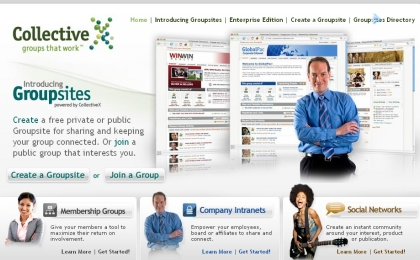 CollectiveX
groups that work™
Home | Introducing Groupsites | Enterprise Edition | Create a Groupsite | Groupsites Directory
WINWIN
GlobalPac
Introducing
Groupsites
powered by CollectiveX
Create a free private or public
Groupsite for sharing and keeping
your group connected. Or join a
public group that interests you.
Create a Groupsite or Join a Group
Membership Groups
Give your members a tool to
maximize their return on
involvement.
Learn More | Get Started!
Company Intranets
Empower your employees,
board or affiliates to share and
connect.
Learn More | Get Started!
Social Networks
Create an instant community
around your interest, product
or publication.
Learn More | Get Started!